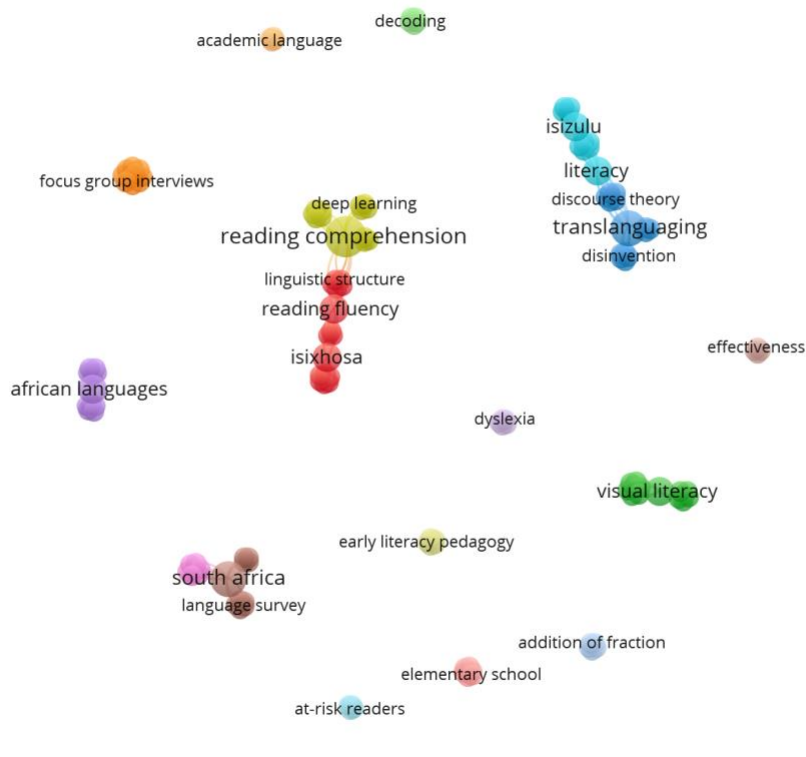 decoding
academic language
isizulu
literacy
focus group interviews
discourse theory
deep learning
translanguaging
reading comprehension
disinvention
linguistic structure
reading fluency
effectiveness
isixhosa
african languages
dyslexia
visual literacy
early literacy pedagogy
south africa
language survey
addition of fraction
elementary school
at-risk readers